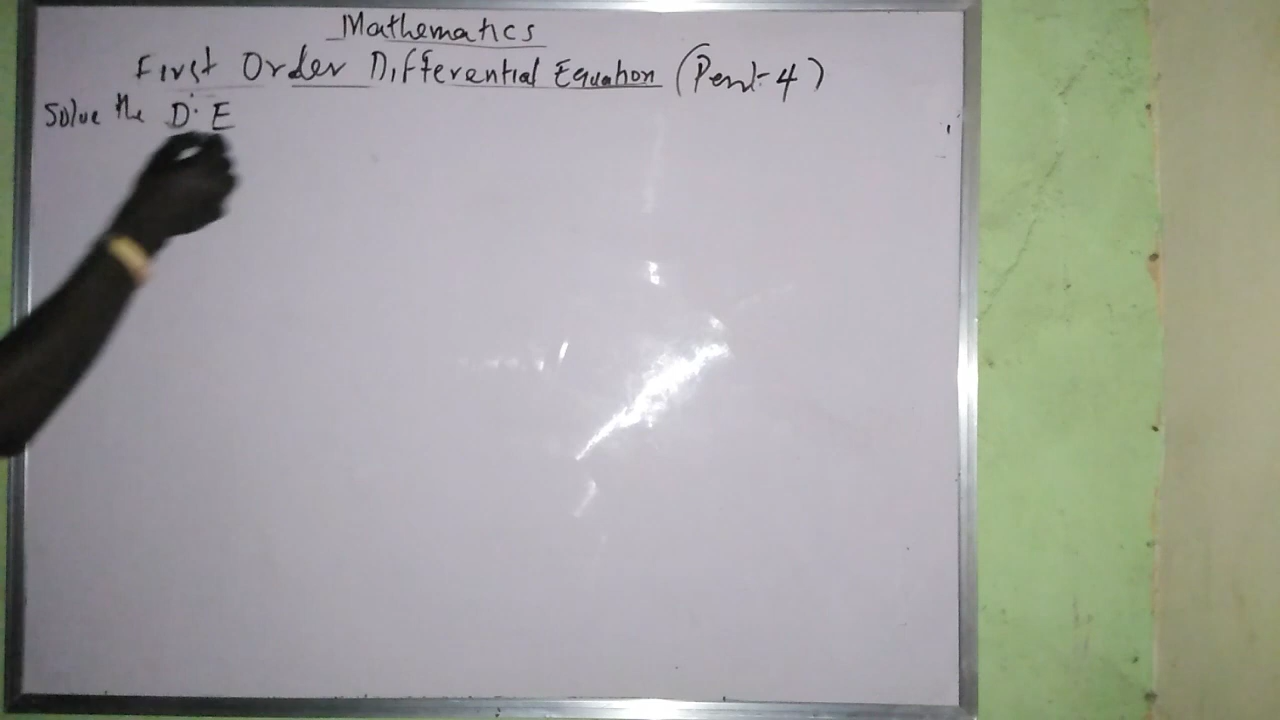 Mathematics
First Order Differential Equation (Part-4)
Solve the D.E